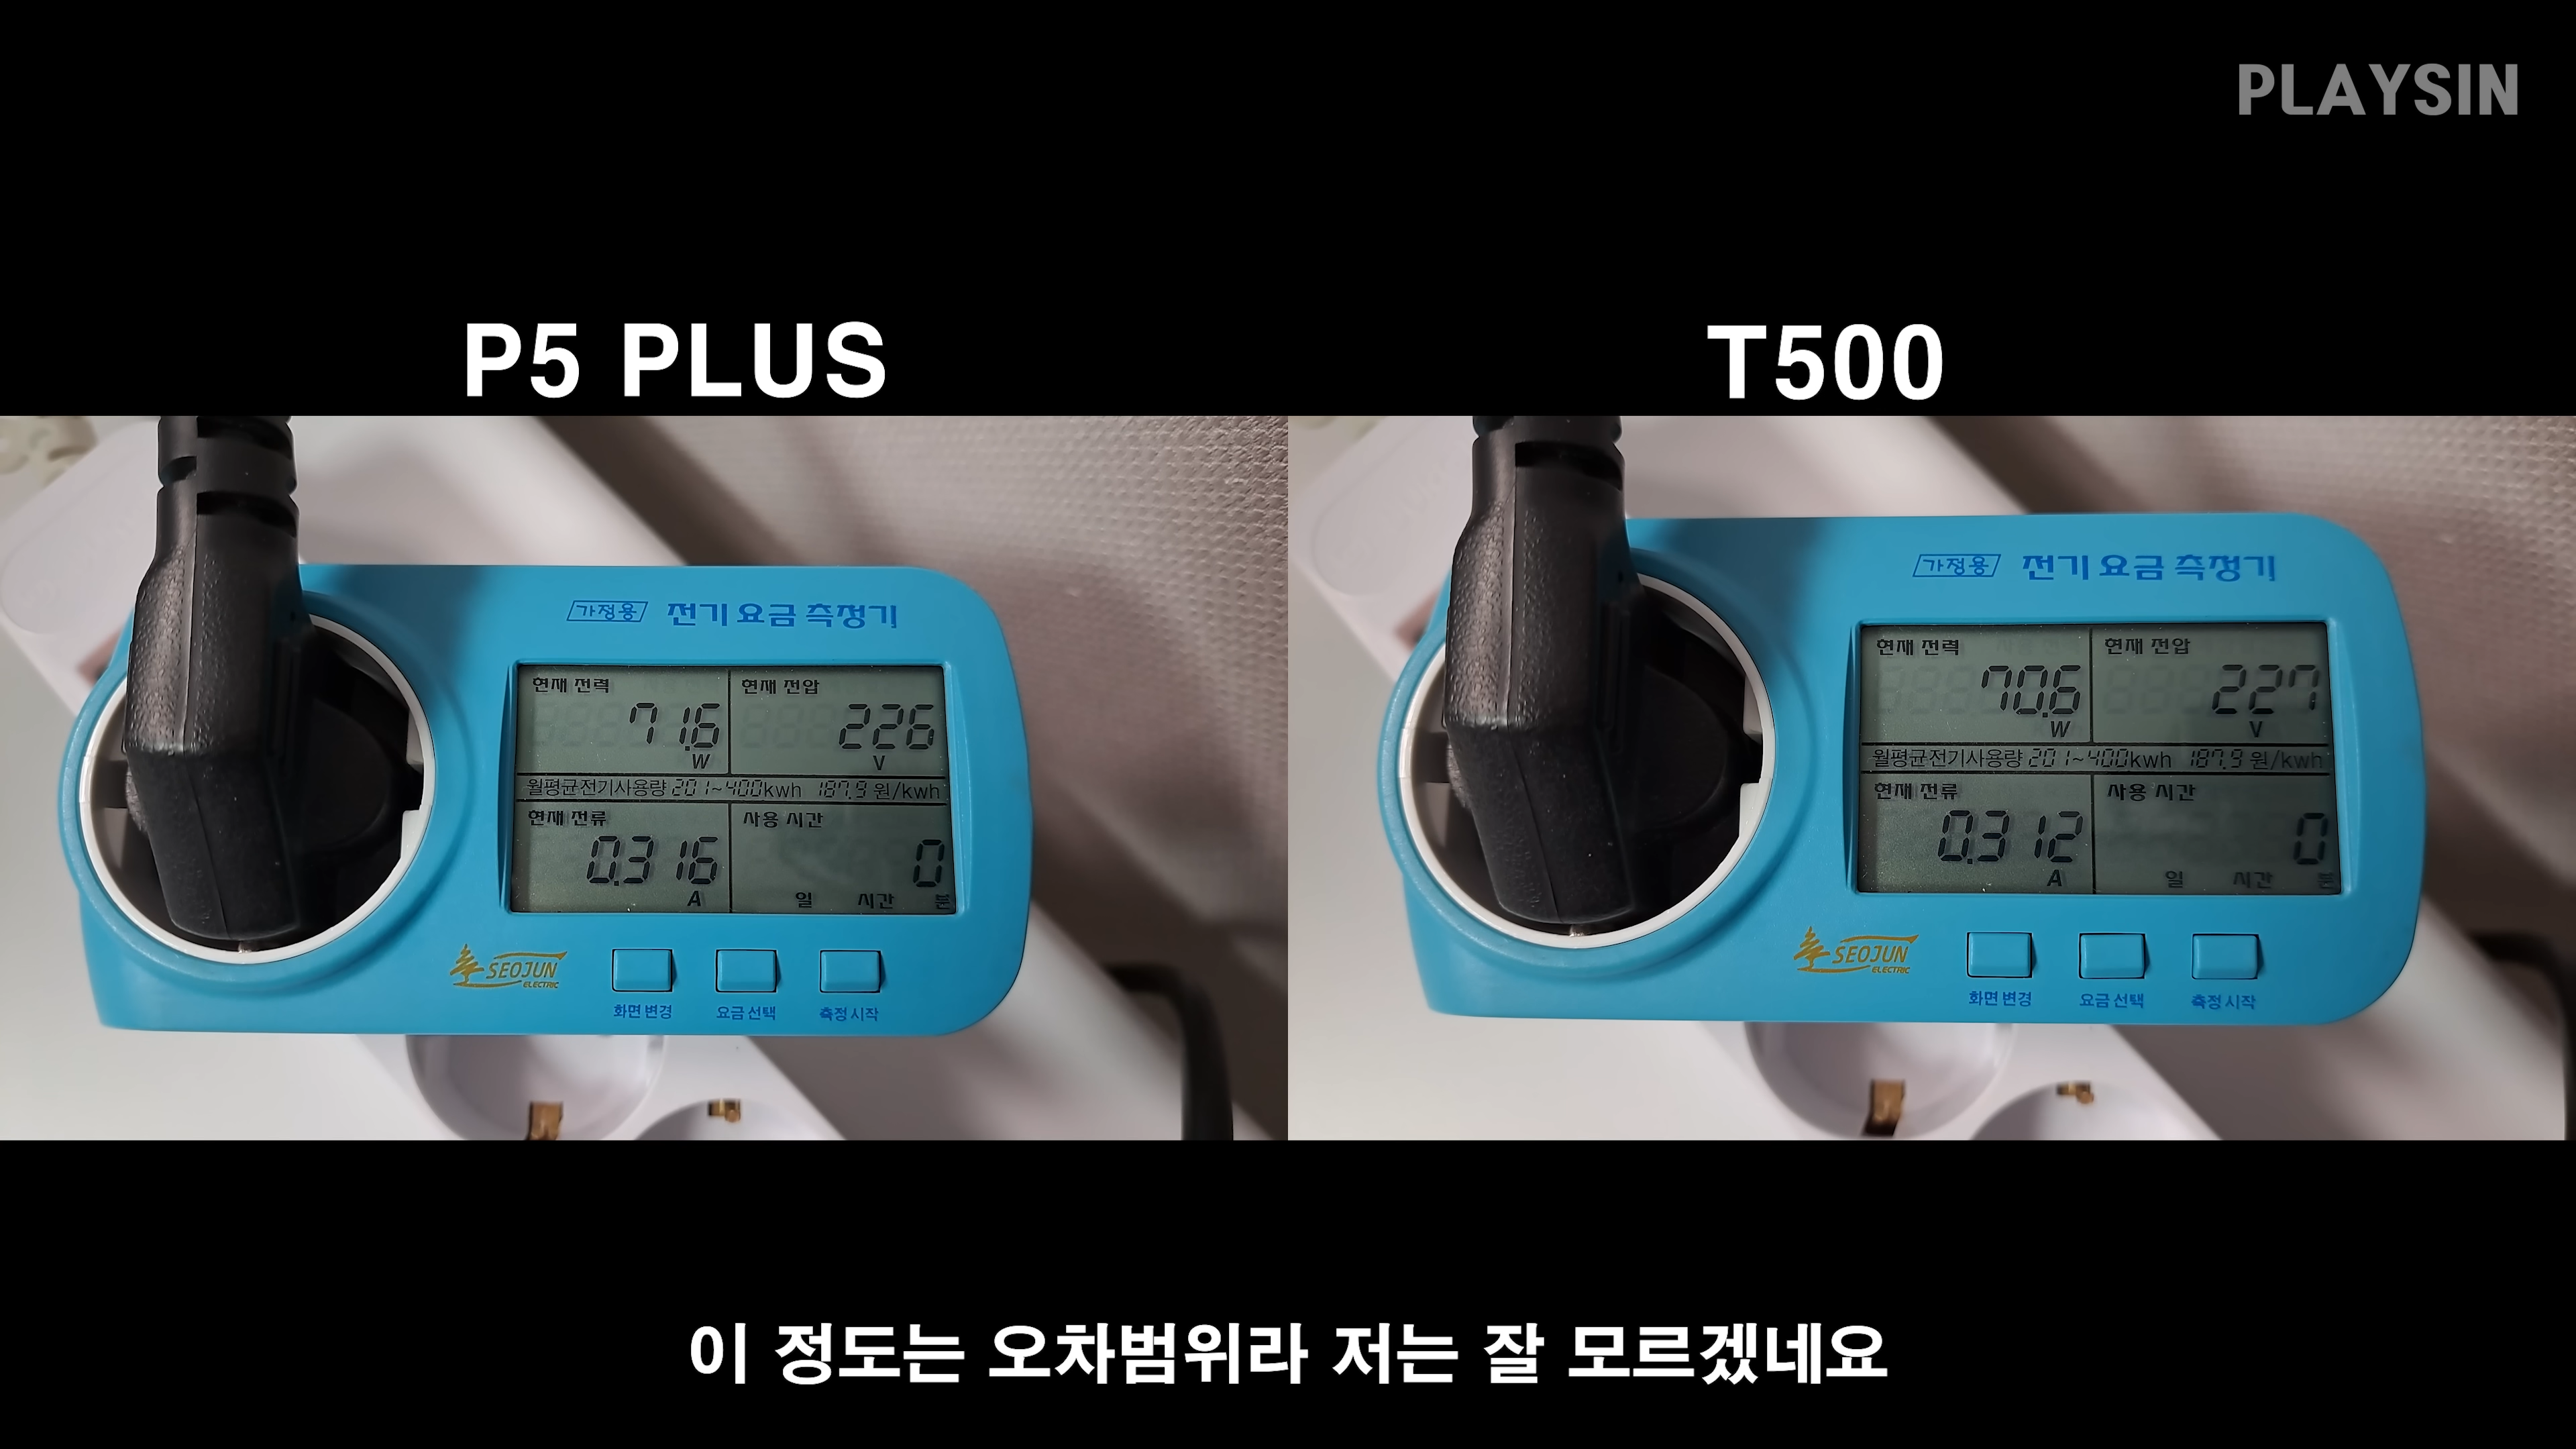 PLAYSIN
P5 PLUS
T500
가정용 전기요금 측정기
현재 전력 현재 전압
71.6 226
W V
월평균전기사용량 201~400kwh 187.9 원/kwh
현재 전류 사용 시간
0.316 0
A 일 시간 분
SEOJUN
ELECTRIC
화면변경 요금선택 측정시작
가정용 전기요금 측정기
현재 전력 현재 전압
70.6 227
W V
월평균전기사용량 201~400kwh 187.9 원/kwh
현재 전류 사용 시간
0.312 0
A 일 시간 분
SEOJUN
ELECTRIC
화면변경 요금선택 측정시작
이 정도는 오차범위라 저는 잘 모르겠네요